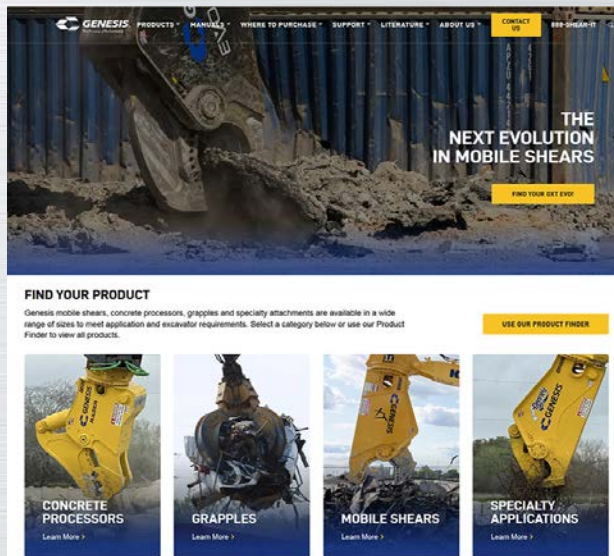 GENESIS
PRODUCTS
MANUALS
WHERE TO PURCHASE
SUPPORT
LITERATURE
ABOUT US
CONTACT
US
888-SHEAR-IT
THE
NEXT EVOLUTION
IN MOBILE SHEARS
FIND YOUR GXT EVO!
FIND YOUR PRODUCT
Genesis mobile shears, concrete processors, grapples and specialty attachments are available in a wide
range of sizes to meet application and excavator requirements. Select a category below or use our Product
Finder to view all products.
USE OUR PRODUCT FINDER
GENESIS
GENESIS
GENESIS
CONCRETE
PROCESSORS
Learn More >
GRAPPLES
Learn More >
MOBILE SHEARS
Learn More >
SPECIALTY
APPLICATIONS
Learn More >